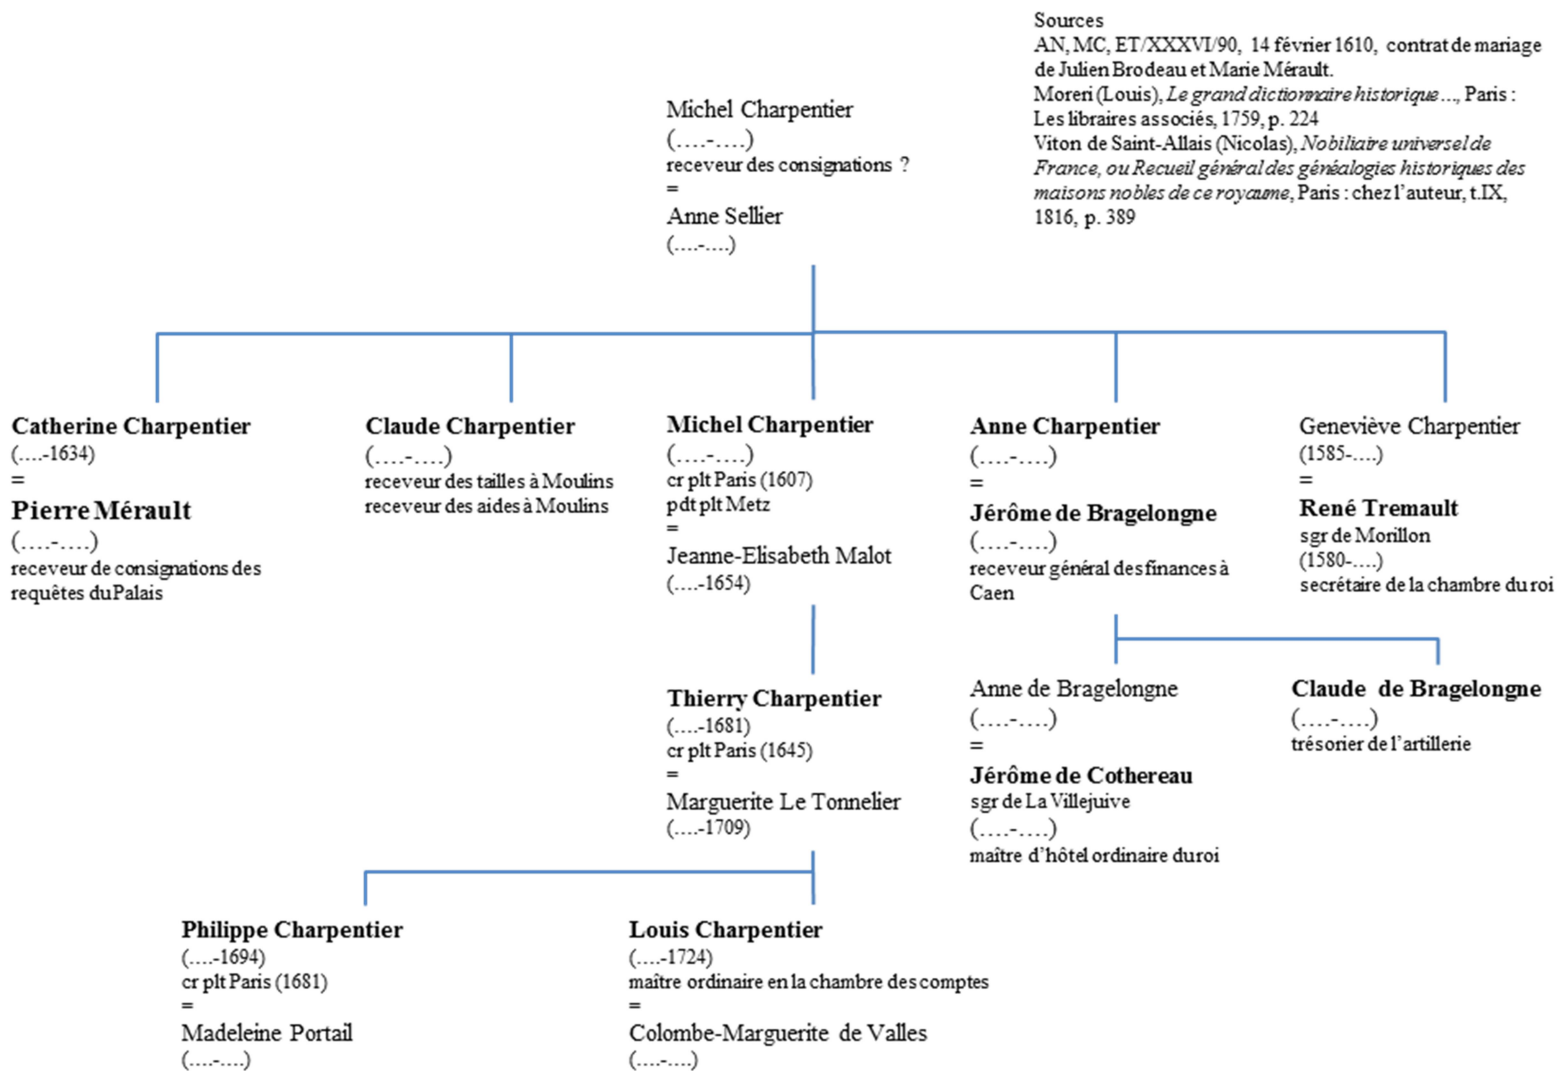 Sources
AN, MC, ET/XXXVI/90, 14 février 1610, contrat de mariage
de Julien Brodeau et Marie Mérault.
Moreri (Louis), Le grand dictionnaire historique…, Paris :
Les libraires associés, 1759, p. 224
Viton de Saint-Allais (Nicolas), Nobiliaire universel de
France, ou Recueil général des généalogies historiques des
maisons nobles de ce royaume, Paris : chez l'auteur, t.IX,
1816, p. 389
Michel Charpentier
(….-….)
receveur des consignations ?
=
Anne Sellier
(….-….)
Catherine Charpentier
(….-1634)
=
Pierre Mérault
(….-….)
receveur de consignations des
requêtes du Palais
Claude Charpentier
(….-….)
receveur des tailles à Moulins
receveur des aides à Moulins
Michel Charpentier
(….-….)
cr plt Paris (1607)
pdt plt Metz
=
Jeanne-Elisabeth Malot
(….-1654)
Anne Charpentier
(….-….)
=
Jérôme de Bragelongne
(….-….)
receveur général des finances à
Caen
Geneviève Charpentier
(1585-….)
=
René Tremault
sgr de Morillon
(1580-….)
secrétaire de la chambre du roi
Thierry Charpentier
(….-1681)
cr plt Paris (1645)
=
Marguerite Le Tonnelier
(….-1709)
Anne de Bragelongne
(….-….)
=
Jérôme de Cothereau
sgr de La Villejuive
(….-….)
maître d'hôtel ordinaire du roi
Claude de Bragelongne
(….-….)
trésorier de l'artillerie
Philippe Charpentier
(….-1694)
cr plt Paris (1681)
=
Madeleine Portail
(….-….)
Louis Charpentier
(….-1724)
maître ordinaire en la chambre des comptes
=
Colombe-Marguerite de Valles
(….-….)